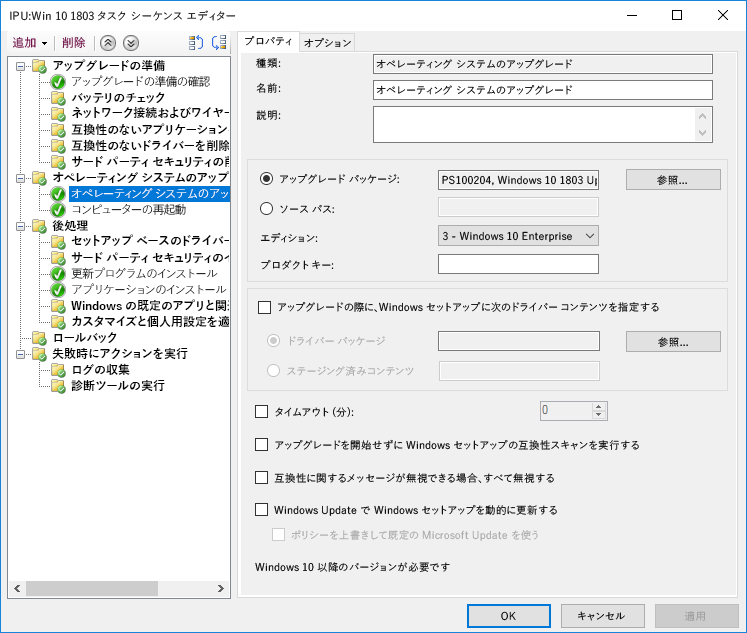 IPU:Win 10 1803 タスク シーケンス エディター
追加 削除
アップグレードの準備
アップグレードの準備の確認
バッテリのチェック
ネットワーク接続およびワイヤー
互換性のないアプリケーション
互換性のないドライバーを削除
サード パーティ セキュリティの削
オペレーティング システムのアップ
オペレーティング システムのアッ
コンピューターの再起動
後処理
セットアップ ベースのドライバー
サード パーティ セキュリティのイ
更新プログラムのインストール
アプリケーションのインストール
Windows の既定のアプリと関
カスタマイズと個人用設定を適
ロールバック
失敗時にアクションを実行
ログの収集
診断ツールの実行
プロパティ オプション
種類: オペレーティング システムのアップグレード
名前: オペレーティング システムのアップグレード
説明:
アップグレード パッケージ: PS100204, Windows 10 1803 Up 参照...
ソース パス:
エディション: 3 - Windows 10 Enterprise
プロダクト キー:
アップグレードの際に、Windows セットアップに次のドライバー コンテンツを指定する
ドライバー パッケージ 参照...
ステージング済みコンテンツ
タイムアウト (分): 0
アップグレードを開始せずに Windows セットアップの互換性スキャンを実行する
互換性に関するメッセージが無視できる場合、すべて無視する
Windows Update で Windows セットアップを動的に更新する
ポリシーを上書きして既定の Microsoft Update を使う
Windows 10 以降のバージョンが必要です
OK キャンセル 適用